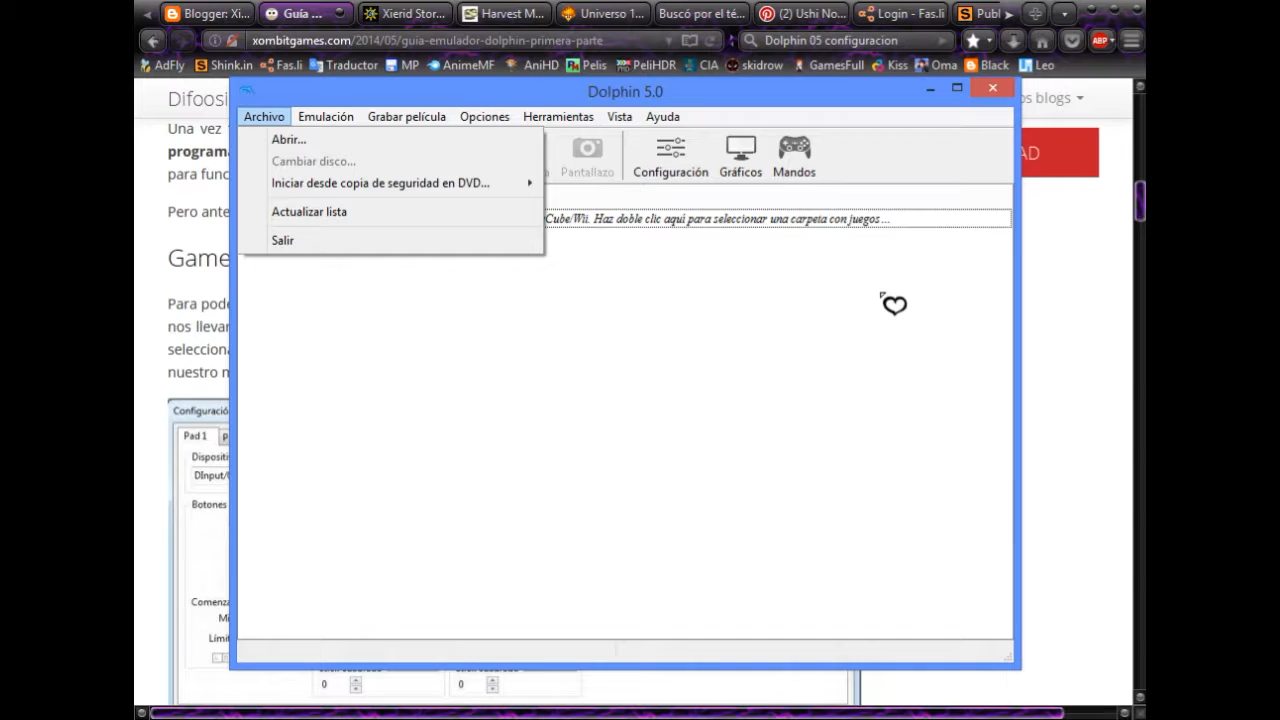 Blogger: Xi...
Guía ...
Xierid Stor...
Harvest M...
Universo 1...
Buscó por el té...
(2) Ushi No...
Login - Fas.li
Publ
xombitgames.com/2014/05/guia-emulador-dolphin-primera-parte
Dolphin 05 configuracion
ABP
AdFly
Shink.in
Fas.li
Traductor
MP
AnimeMF
AniHD
Pelis
PeliHDR
CIA
skidrow
GamesFull
Kiss
Oma
Black
Leo
Difoosi
os blogs
Dolphin 5.0
Archivo
Emulación
Grabar película
Opciones
Herramientas
Vista
Ayuda
Una vez
programa
para func
Abrir...
Cambiar disco...
Iniciar desde copia de seguridad en DVD...
Actualizar lista
Salir
Pantallazo
Configuración
Gráficos
Mandos
AD
Cube/Wii. Haz doble clic aquí para seleccionar una carpeta con juegos...
Pero ante
Game
Para pode
nos llevar
selecciona
nuestro m
Configuració
Pad 1
P
Dispositi
DInput/
Botones
Comenza
Mi
Límit
0
0